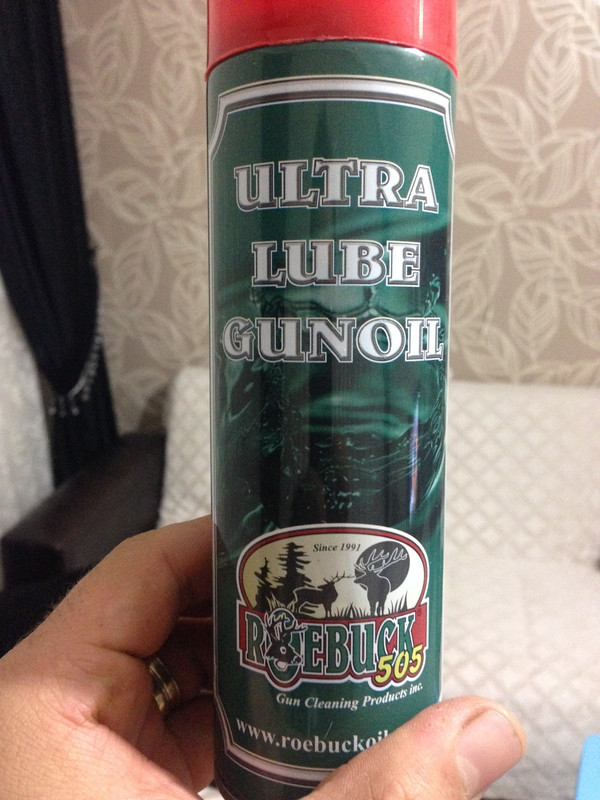 ULTRA
LUBE
GUNOIL
Since 1991
ROEBUCK
505
Gun Cleaning Products inc.